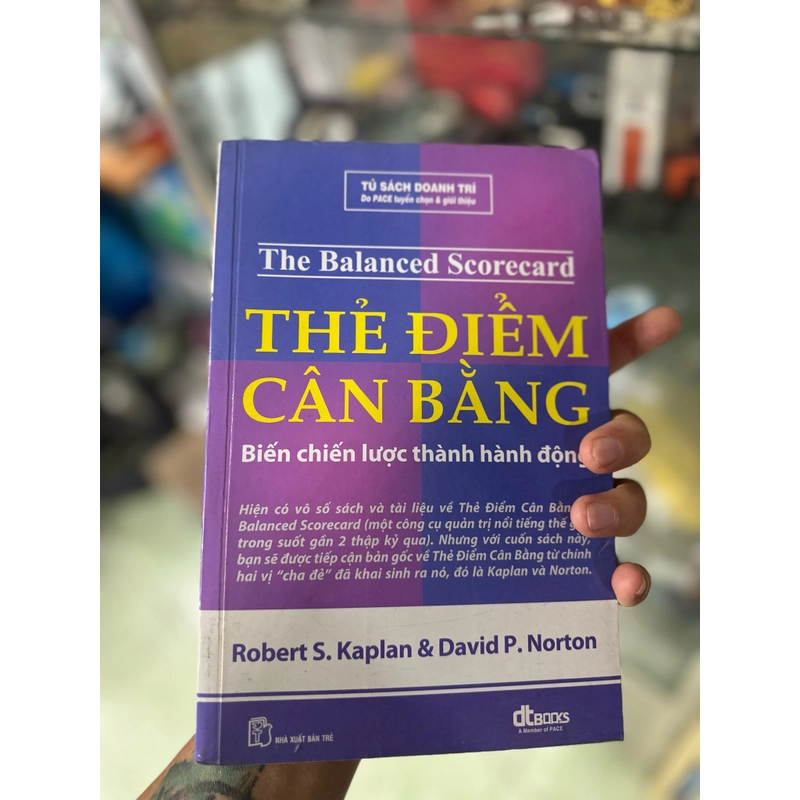 TỦ SÁCH DOANH TRÍ
Do PACE tuyển chọn & giới thiệu
The Balanced Scorecard
THẺ ĐIỂM
CÂN BẰNG
Biến chiến lược thành hành động
Hiện có vô số sách và tài liệu về Thẻ Điểm Cân Bằng
Balanced Scorecard (một công cụ quản trị nổi tiếng thế
trong suốt gần 2 thập kỷ qua). Nhưng với cuốn sách này,
bạn sẽ được tiếp cận bản gốc về Thẻ Điểm Cân Bằng từ chính
hai vị "cha đẻ" đã khai sinh ra nó, đó là Kaplan và Norton.
Robert S. Kaplan & David P. Norton
NHÀ XUẤT BẢN TRẺ
dtBOOKS
A Member of PACE